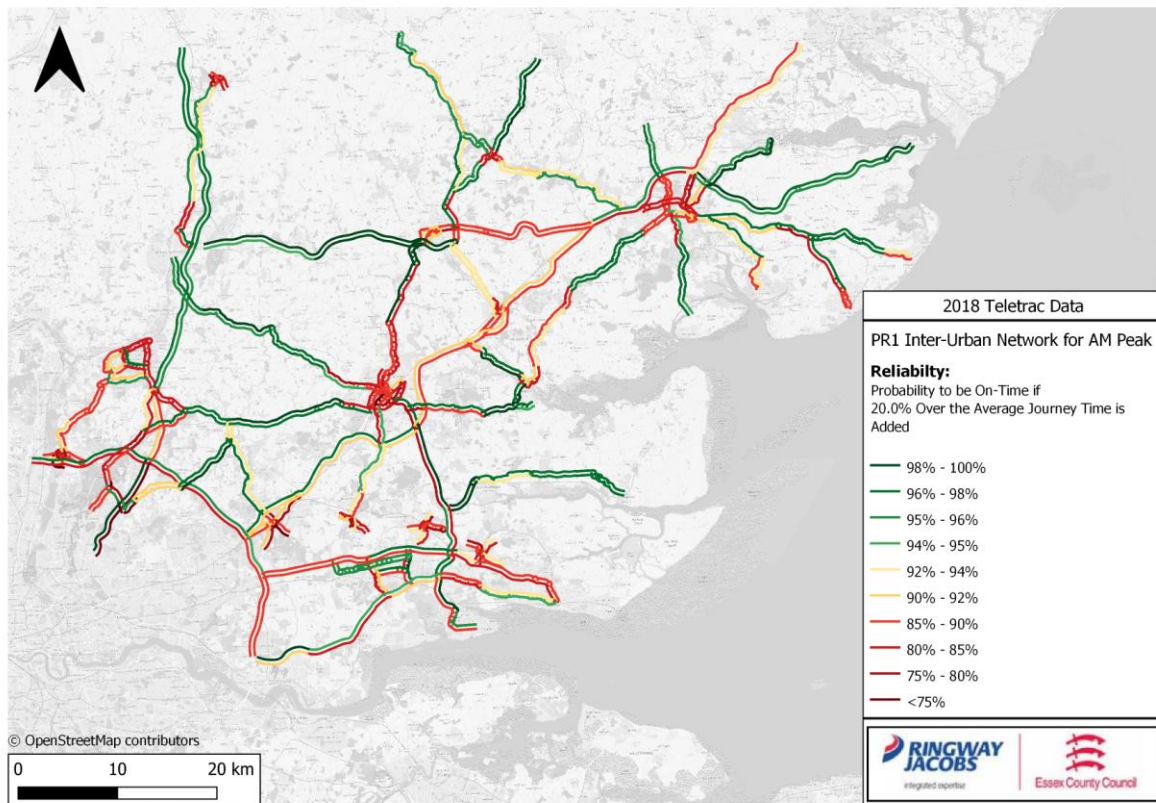 2018 Teletrac Data
PR1 Inter-Urban Network for AM Peak
Reliabilty:
Probability to be On-Time if
20.0% Over the Average Journey Time is
Added
98% - 100%
96% - 98%
95% - 96%
94% - 95%
92% - 94%
90% - 92%
85% - 90%
80% - 85%
75% - 80%
<75%
© OpenStreetMap contributors
0 10 20 km
RINGWAY
JACOBS
integrated expertise
Essex County Council